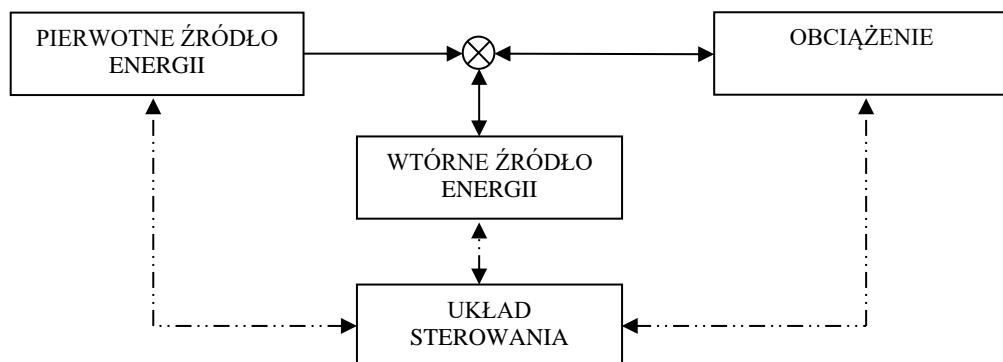 PIERWOTNE ŹRÓDŁO
ENERGII
OBCIĄŻENIE
WTÓRNE ŹRÓDŁO
ENERGII
UKŁAD
STEROWANIA